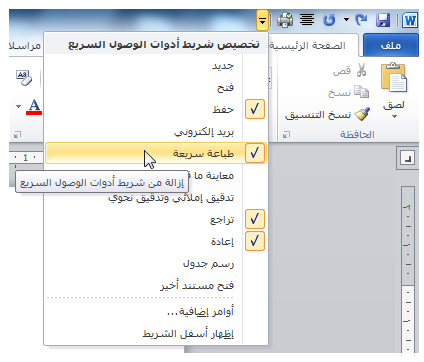 W
تخصيص شريط أدوات الوصول السريع
ملف
الصفحة الرئيسية
مراسلا
جديد
فتح
حفظ
بريد إلكتروني
طباعة سريعة
معاينة ما ق
إزالة من شريط أدوات الوصول السريع
تدقيق إملائي وتدقيق نحوي
تراجع
إعادة
رسم جدول
فتح مستند أخير
أوامر إضافية...
إظهار أسفل الشريط
قص
نسخ
نسخ التنسيق
لصق
الحافظة
A
1
1